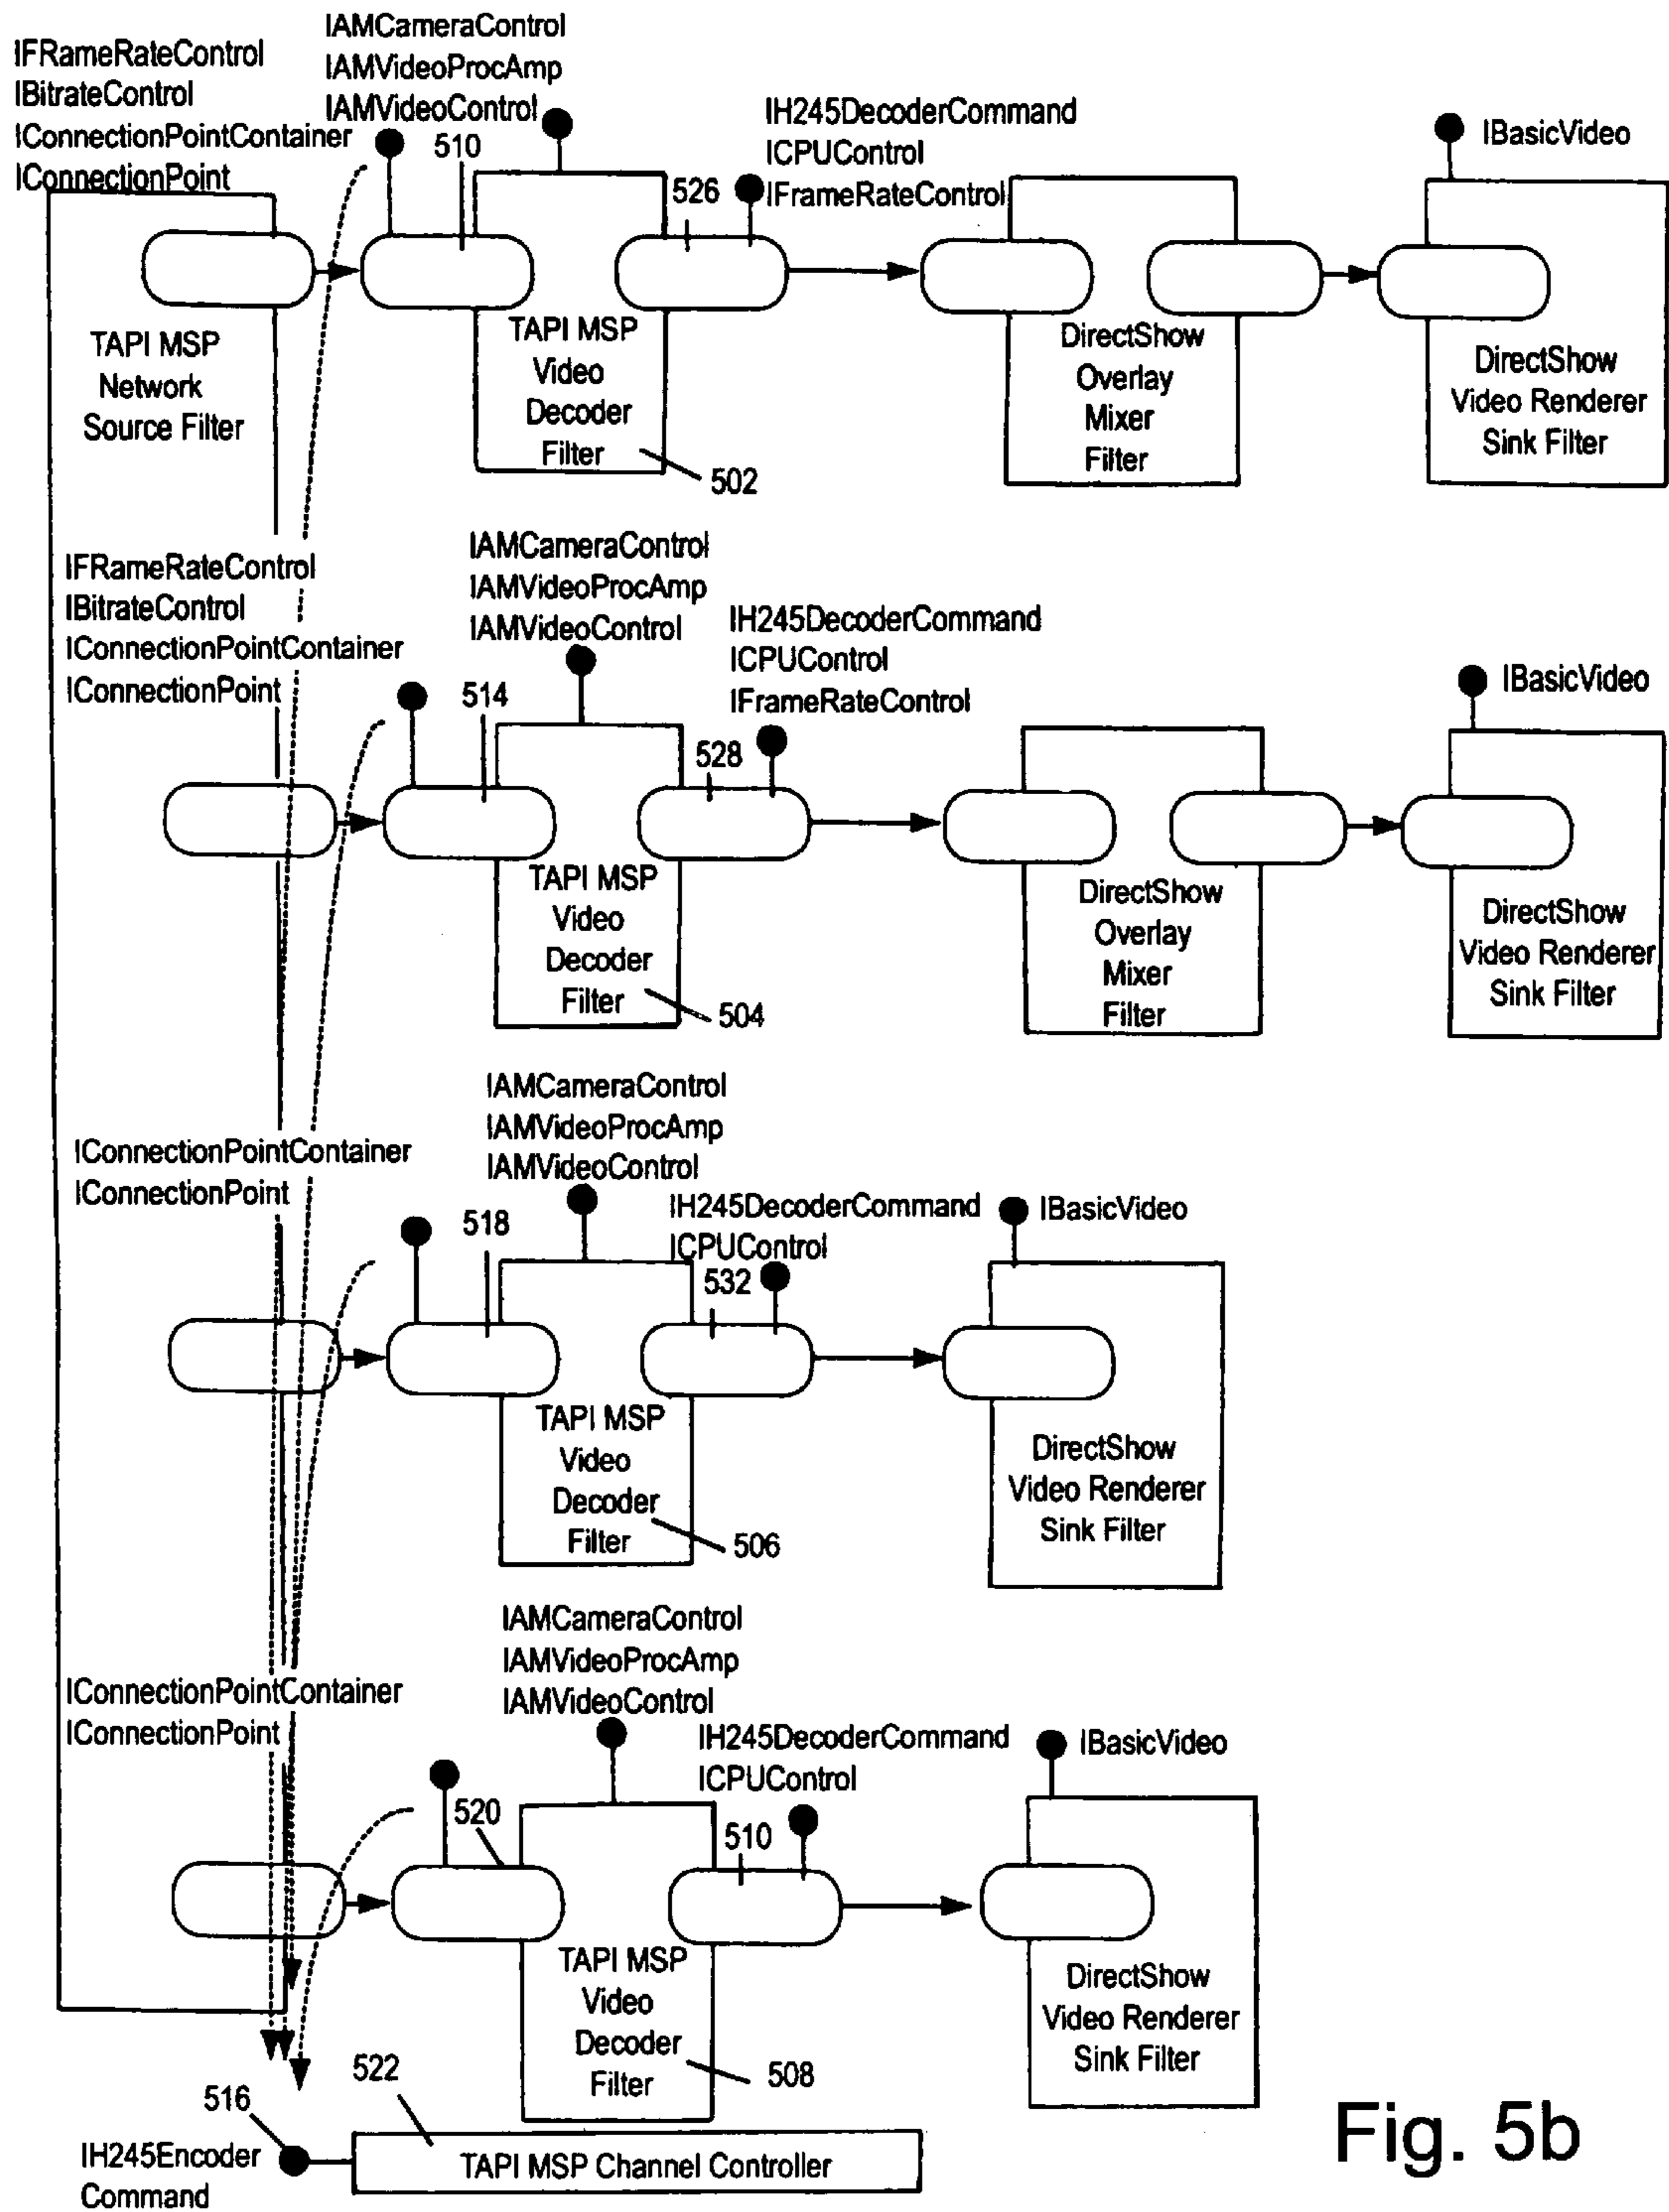 IAMCameraControl
IAMVideoProcAmp
IAMVideoControl
IFRameRateControl
IBitrateControl
IConnectionPointContainer
IConnectionPoint
510
526
IH245DecoderCommand
ICPUControl
IFrameRateControl
IBasicVideo
TAPI MSP
Network
Source Filter
TAPI MSP
Video
Decoder
Filter
502
DirectShow
Overlay
Mixer
Filter
DirectShow
Video Renderer
Sink Filter
IFRameRateControl
IBitrateControl
IConnectionPointContainer
IConnectionPoint
IAMCameraControl
IAMVideoProcAmp
IAMVideoControl
514
528
IH245DecoderCommand
ICPUControl
IFrameRateControl
IBasicVideo
TAPI MSP
Video
Decoder
Filter
504
DirectShow
Overlay
Mixer
Filter
DirectShow
Video Renderer
Sink Filter
IConnectionPointContainer
IConnectionPoint
IAMCameraControl
IAMVideoProcAmp
IAMVideoControl
518
IH245DecoderCommand
ICPUControl
532
IBasicVideo
TAPI MSP
Video
Decoder
Filter
506
DirectShow
Video Renderer
Sink Filter
IConnectionPointContainer
IConnectionPoint
IAMCameraControl
IAMVideoProcAmp
IAMVideoControl
520
IH245DecoderCommand
ICPUControl
510
IBasicVideo
TAPI MSP
Video
Decoder
Filter
508
DirectShow
Video Renderer
Sink Filter
516
522
IH245Encoder
Command
TAPI MSP Channel Controller
Fig. 5b